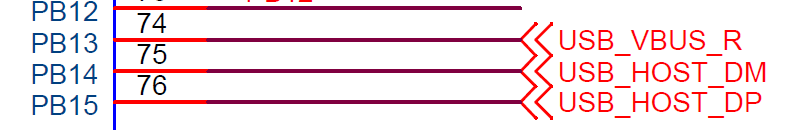 PB12
74
PB13 USB_VBUS_R
75
PB14 USB_HOST_DM
76
PB15 USB_HOST_DP